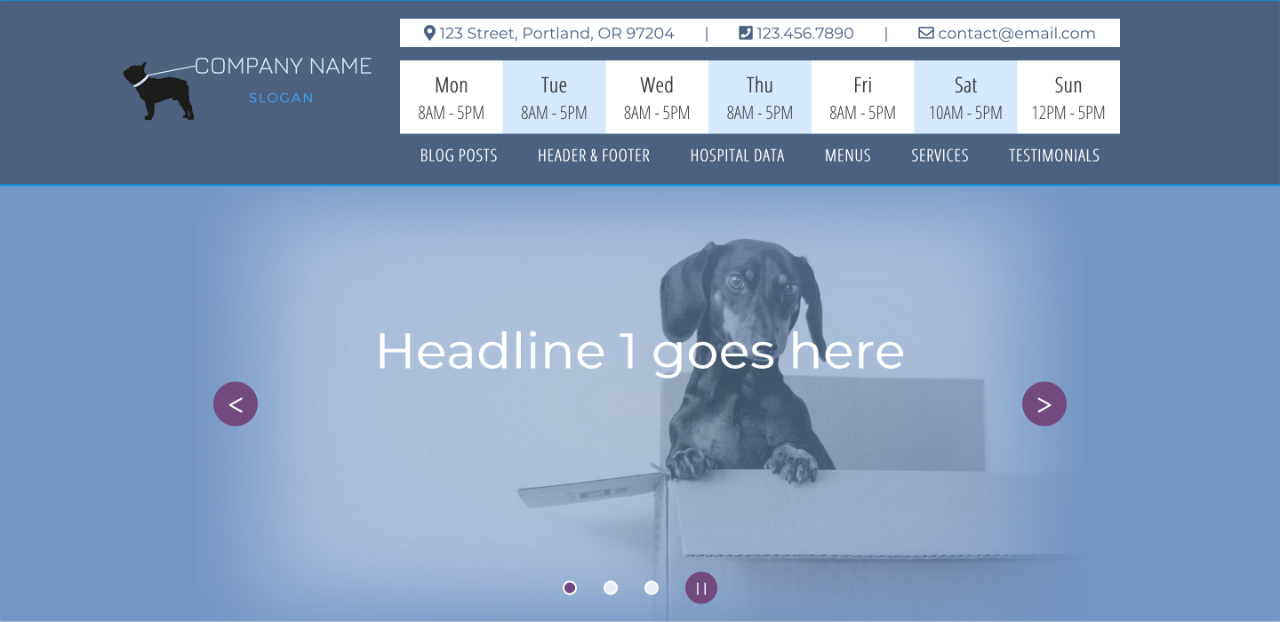 COMPANY NAME
SLOGAN
123 Street, Portland, OR 97204 | 123.456.7890 | contact@email.com
Mon Tue Wed Thu Fri Sat Sun
8AM - 5PM 8AM - 5PM 8AM - 5PM 8AM - 5PM 8AM - 5PM 10AM - 5PM 12PM - 5PM
BLOG POSTS HEADER & FOOTER HOSPITAL DATA MENUS SERVICES TESTIMONIALS
Headline 1 goes here
< >